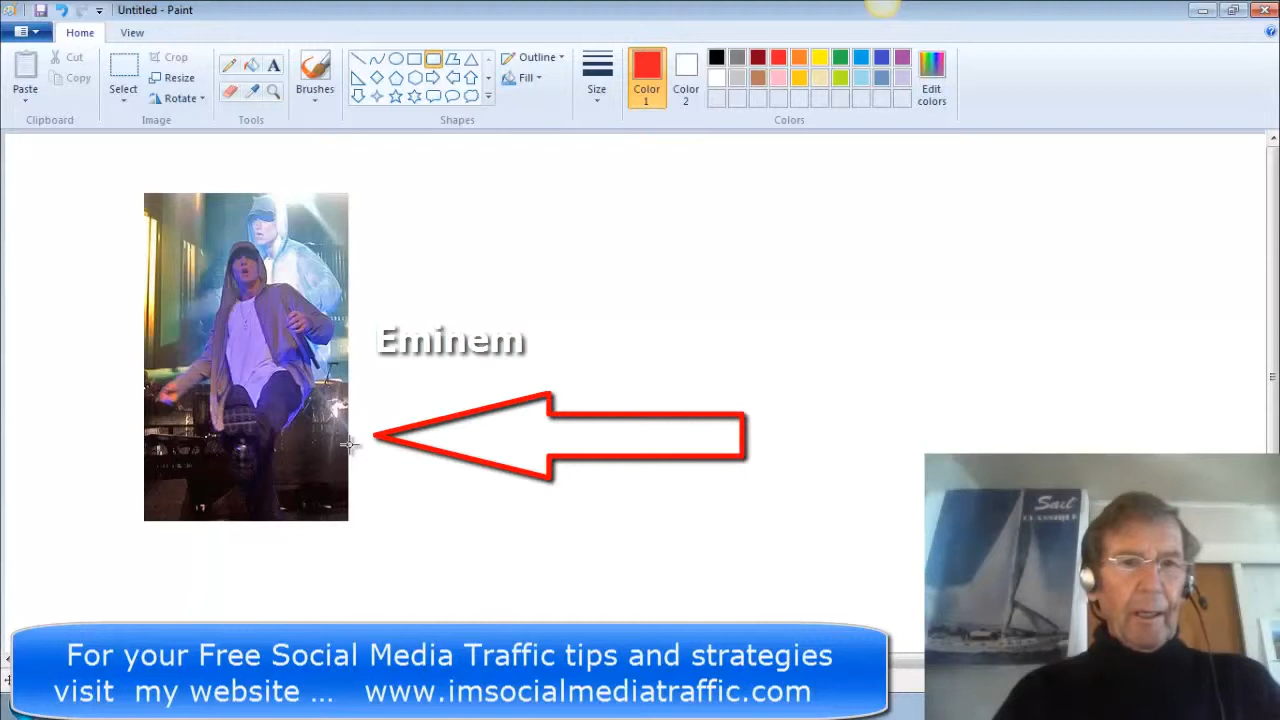 Untitled - Paint
Home
View
Paste
Cut
Copy
Clipboard
Select
Crop
Resize
Rotate
Image
Tools
Brushes
Outline
Fill
Shapes
Size
Color 1
Color 2
Edit colors
Colors
Eminem
Sail
For your Free Social Media Traffic tips and strategies
visit my website ... www.imsocialmediatraffic.com